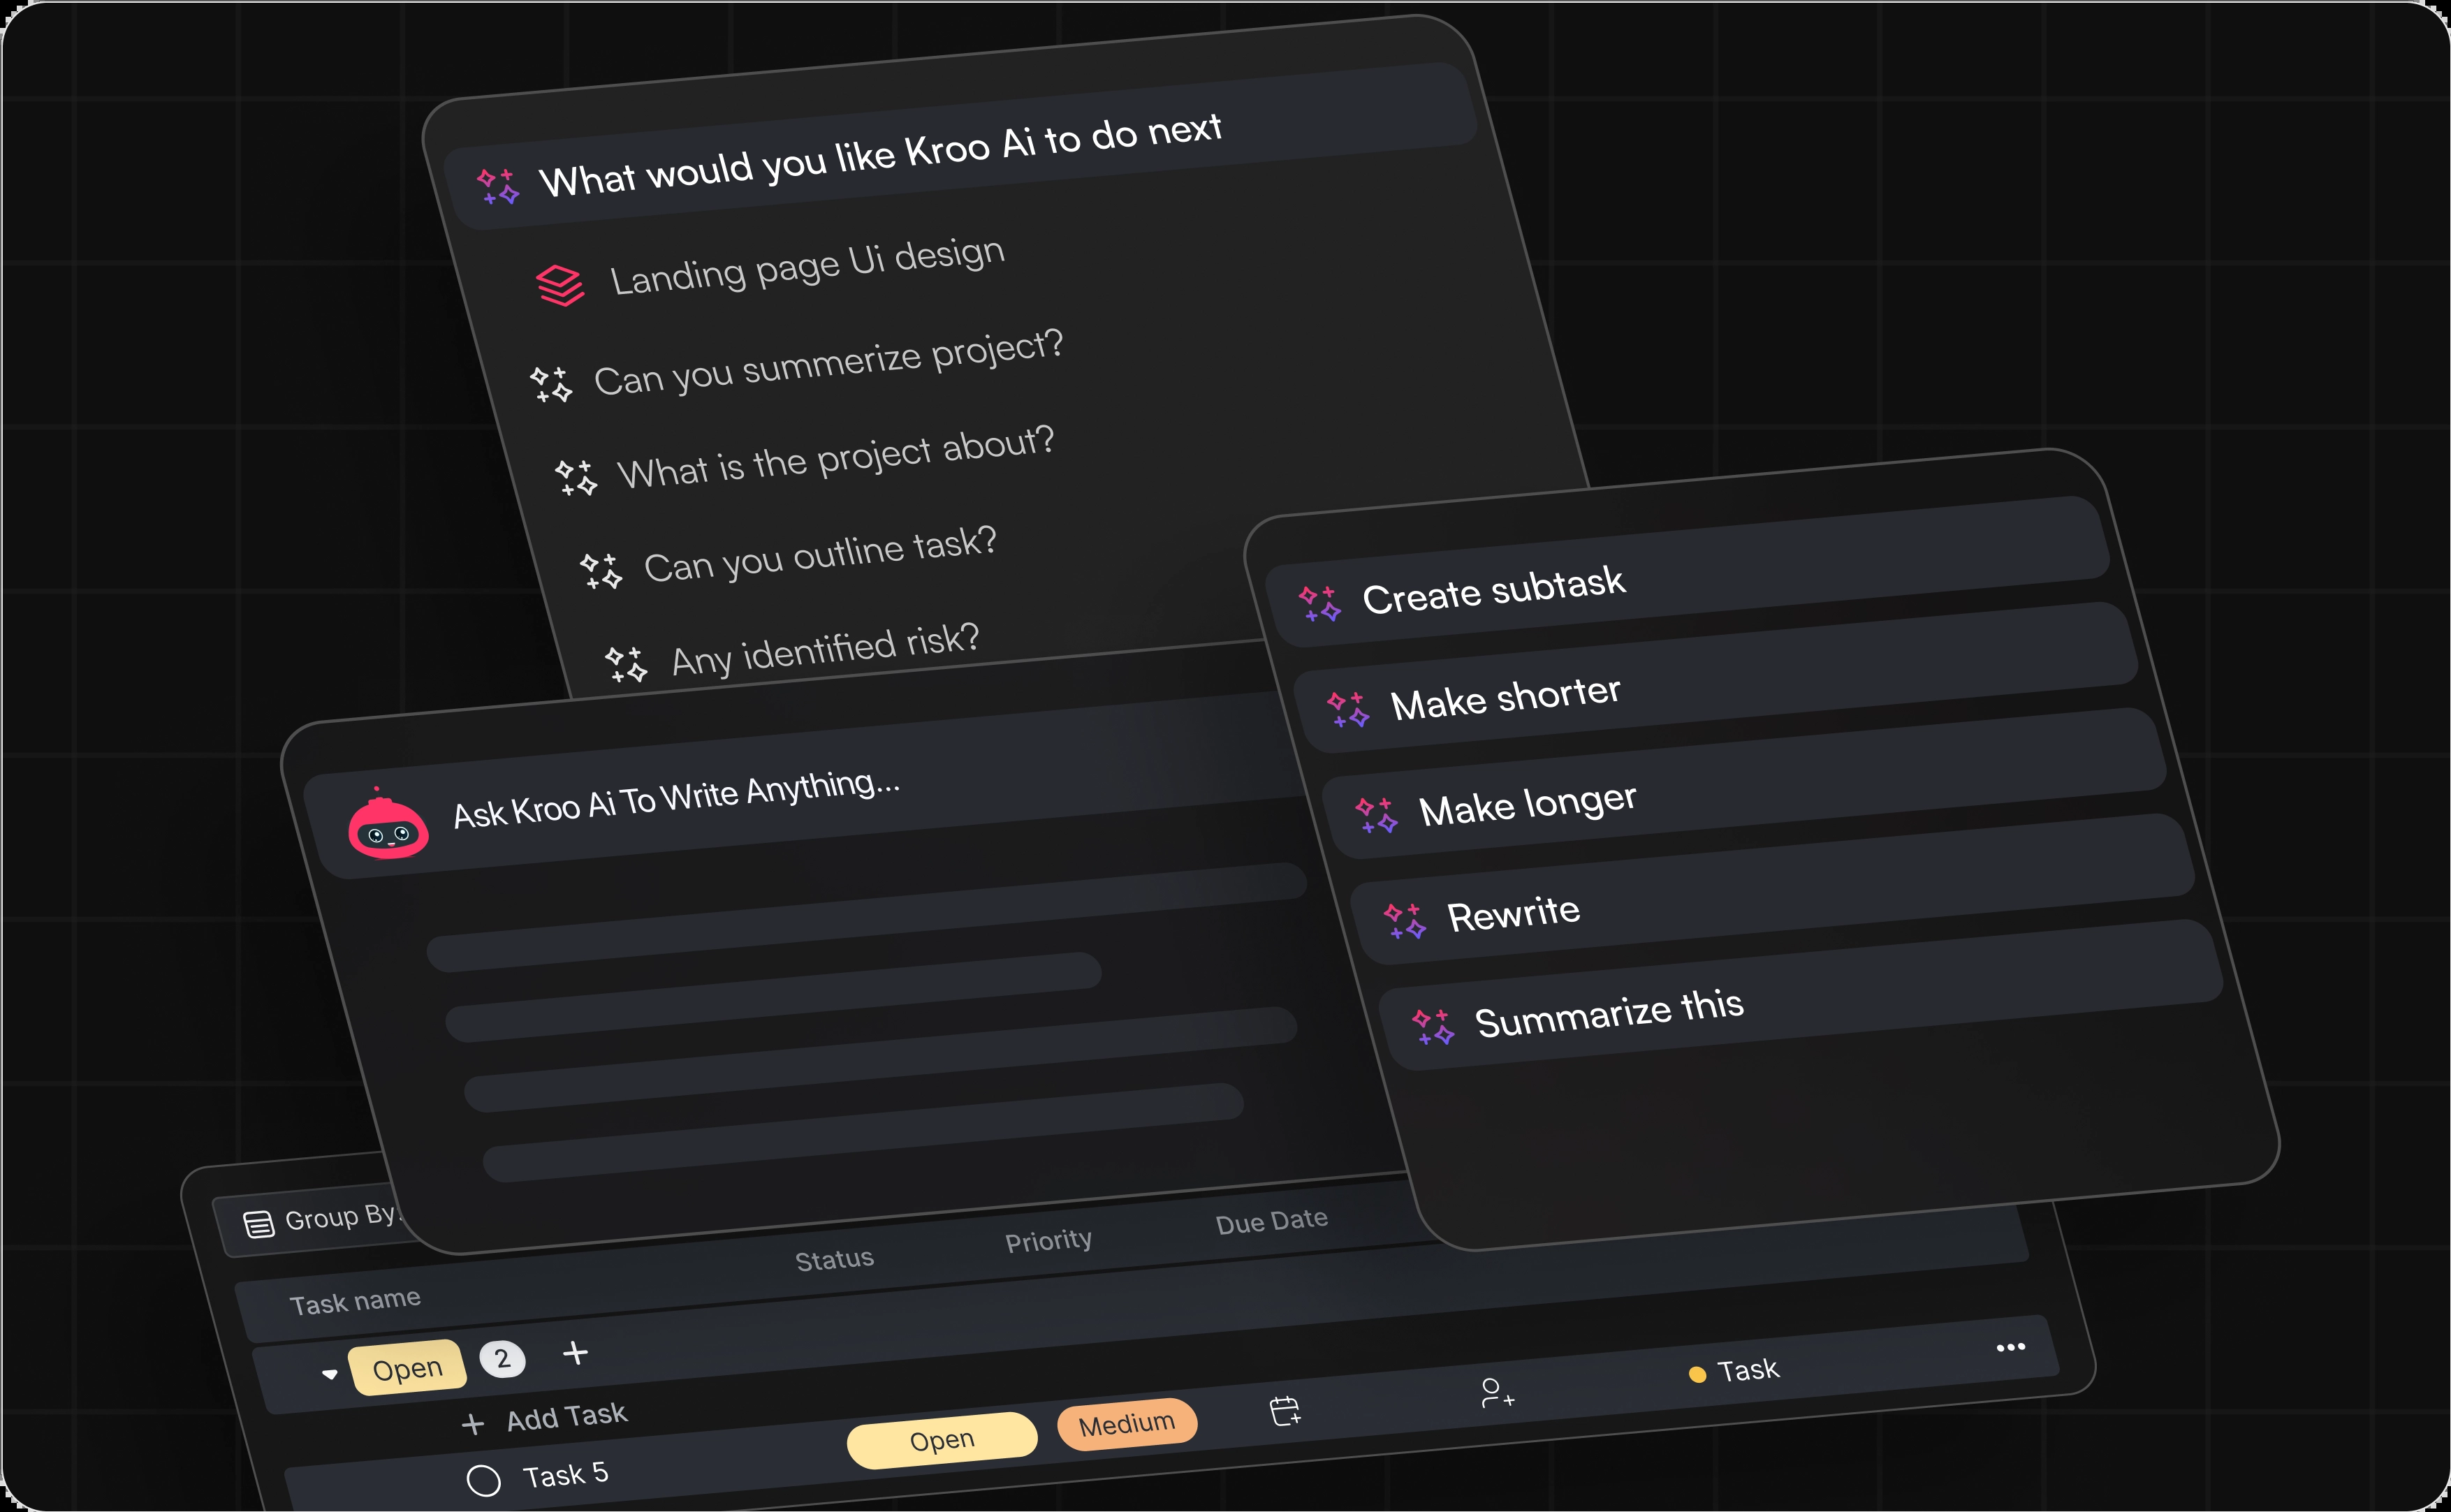 What would you like Kroo Ai to do next
Landing page Ui design
Can you summerize project?
What is the project about?
Can you outline task?
Any identified risk?
Create subtask
Make shorter
Make longer
Rewrite
Summarize this
Ask Kroo Ai To Write Anything...
Group By:
Task name Status Priority Due Date
Open 2 +
+ Add Task
Task 5 Open Medium Task ...